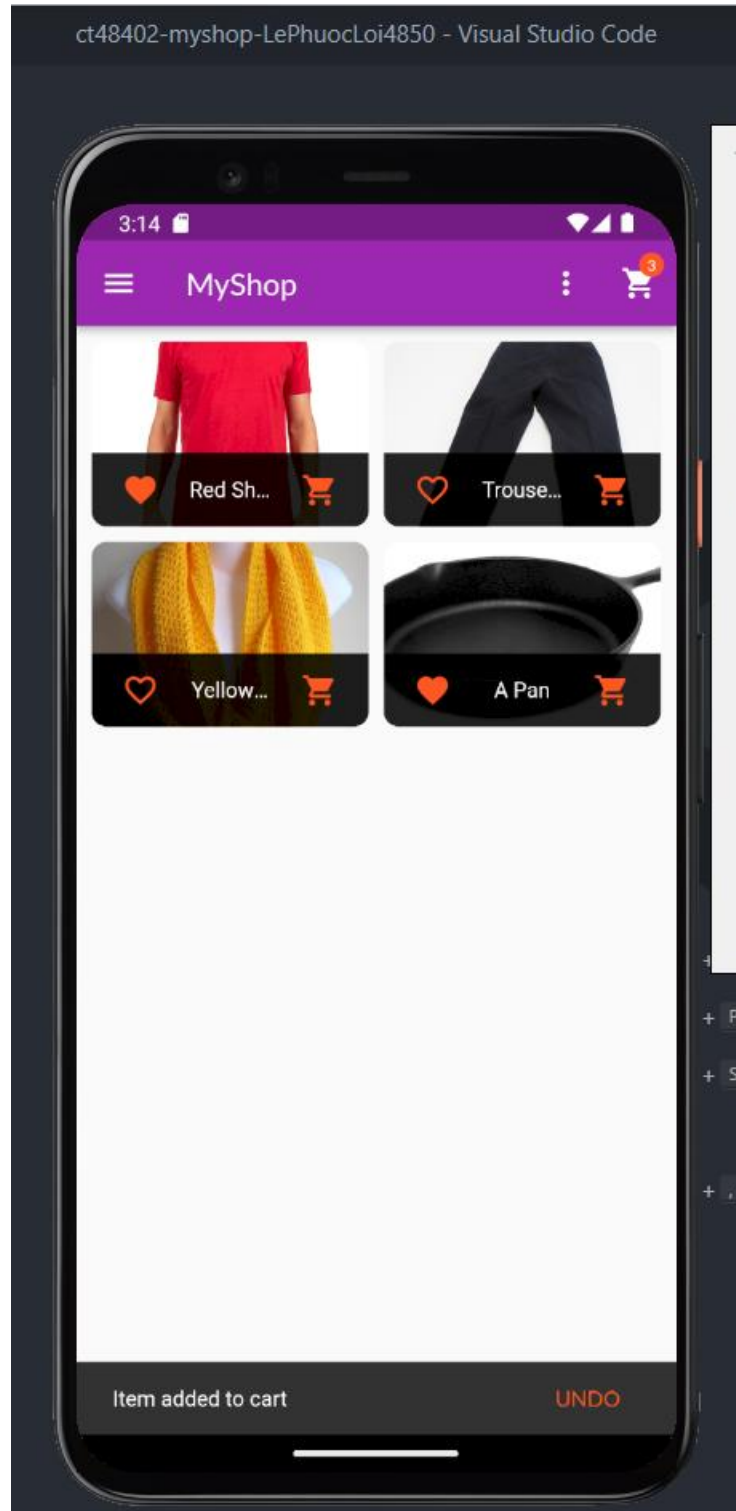 ct48402-myshop-LePhuocLoi4850 - Visual Studio Code
3:14
MyShop
3
Red Sh...
Trouse...
Yellow...
A Pan
+
+ P
+ S
+ ,
Item added to cart
UNDO